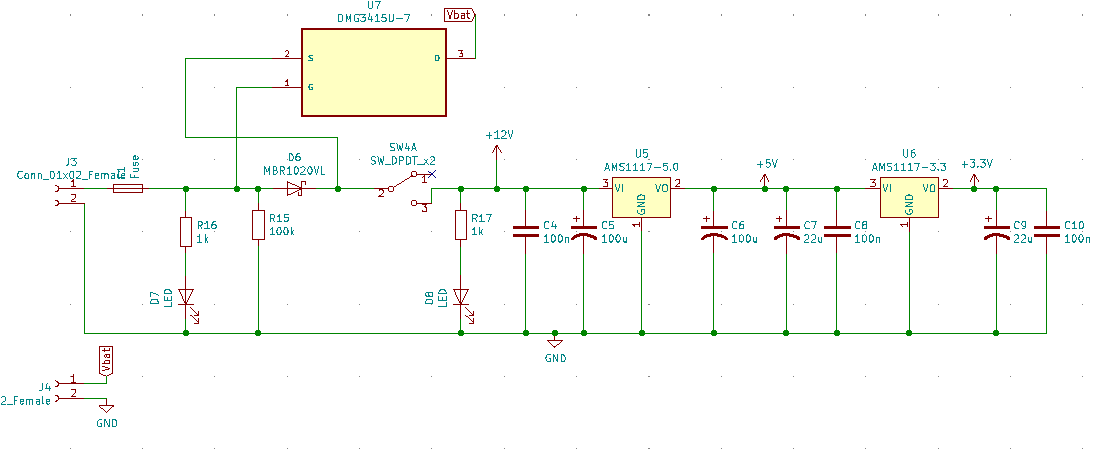 U7
DMG3415U-7
Vbat
2
S
D
3
1
G
J3
Conn_01x02_Female
1
2
F1
Fuse
D6
MBR1020VL
SW4A
SW_DPDT_x2
1
2
3
+12V
U5
AMS1117-5.0
3
VI
VO
2
GND
1
+5V
U6
AMS1117-3.3
3
VI
VO
2
GND
1
+3.3V
R16
1k
R15
100k
R17
1k
C4
100n
C5
100u
C6
100u
C7
22u
C8
100n
C9
22u
C10
100n
D7
LED
D8
LED
GND
Vbat
J4
2_Female
1
2
GND